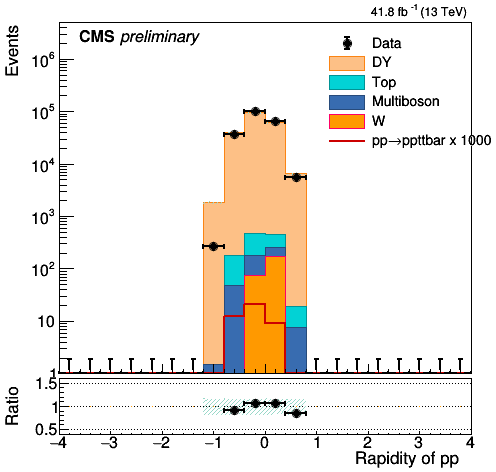 41.8 fb⁻¹ (13 TeV)
CMS preliminary
Events
10⁶
10⁵
10⁴
10³
10²
10
1
Data
DY
Top
Multiboson
W
pp→ppttbar x 1000
Ratio
1.5
1
0.5
−4 −3 −2 −1 0 1 2 3 4
Rapidity of pp